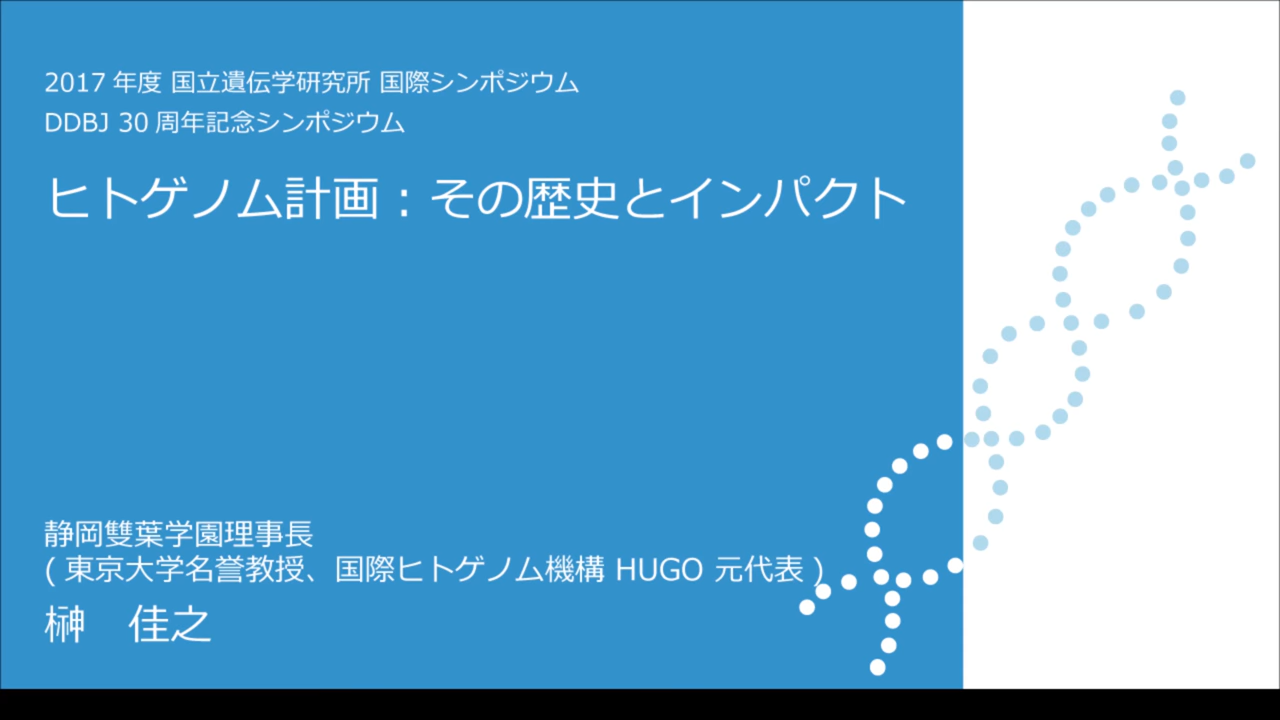 2017 年度 国立遺伝学研究所 国際シンポジウム
DDBJ 30 周年記念シンポジウム
ヒトゲノム計画：その歴史とインパクト
静岡雙葉学園理事長
( 東京大学名誉教授、国際ヒトゲノム機構 HUGO 元代表 )
榊　佳之